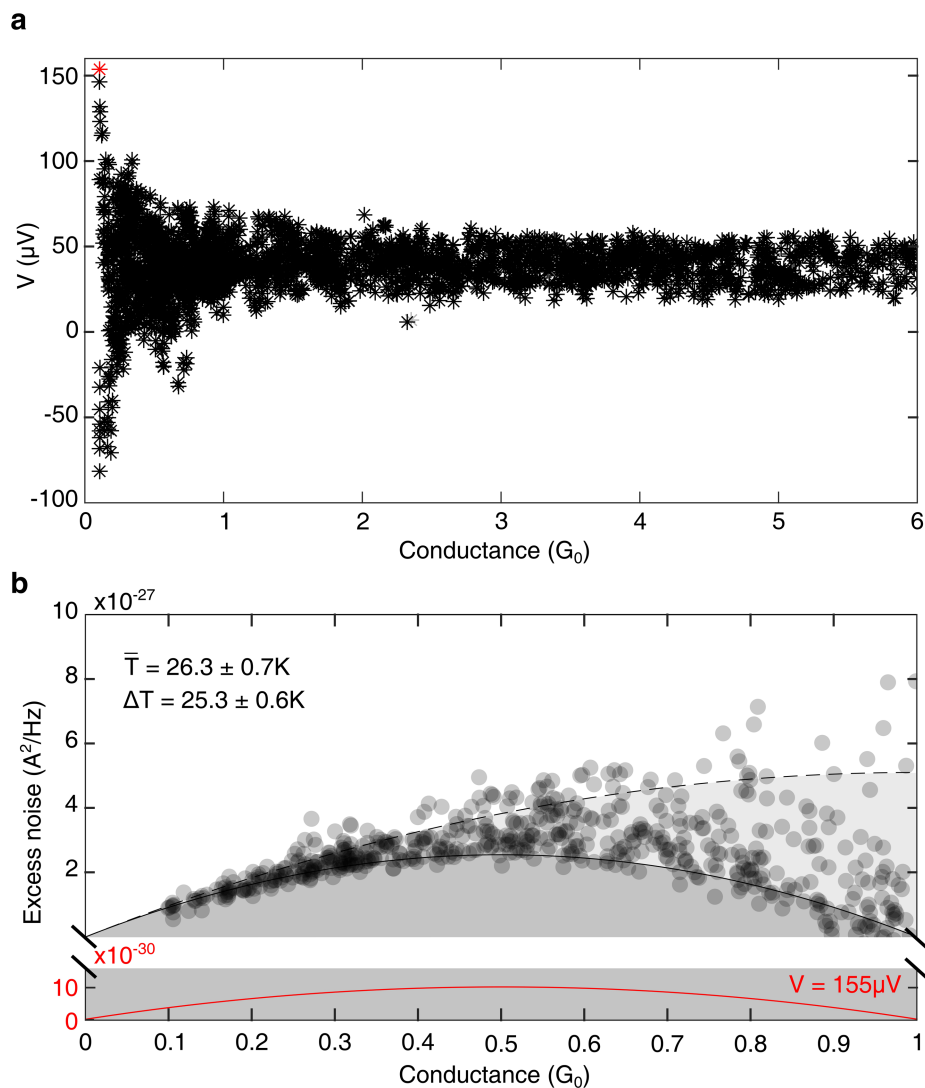 a
150
100
50
0
-50
-100
V (µV)
0 1 2 3 4 5 6
Conductance (G₀)
b
x10⁻²⁷
10
8
6
4
2
Excess noise (A²/Hz)
T̅ = 26.3 ± 0.7K
ΔT = 25.3 ± 0.6K
x10⁻³⁰
10
0
V = 155µV
0 0.1 0.2 0.3 0.4 0.5 0.6 0.7 0.8 0.9 1
Conductance (G₀)